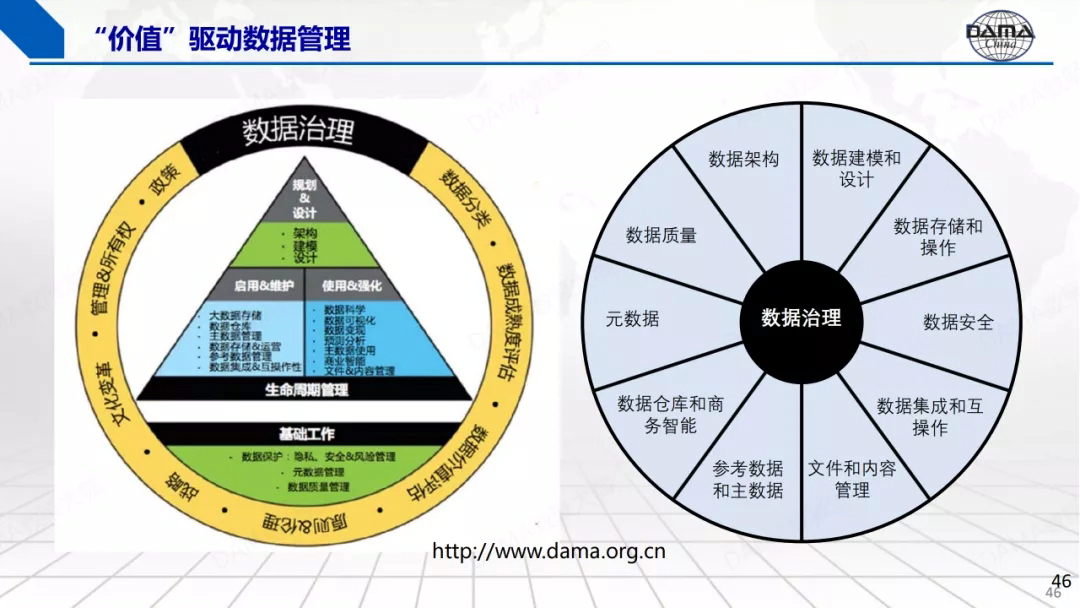 “价值”驱动数据管理
DAMA
China
数据治理
政策
管理&所有权
文化变革
战略
原则&伦理
数据价值评估
数据成熟度评估
数据分类
规划
&
设计
· 架构
· 建模
· 设计
启用&维护
· 大数据存储
· 数据仓库
· 主数据管理
· 数据存储&运营
· 参考数据管理
· 数据集成&互操作性
使用&强化
· 数据科学
· 数据可视化
· 数据变现
· 预测分析
· 主数据使用
· 商业智能
· 文件&内容管理
生命周期管理
基础工作
· 数据保护：隐私、安全&风险管理
· 元数据管理
· 数据质量管理
数据架构
数据建模和
设计
数据存储和
操作
数据安全
数据集成和互
操作
文件和内容
管理
参考数据
和主数据
数据仓库和商
务智能
元数据
数据质量
数据治理
http://www.dama.org.cn
46
46